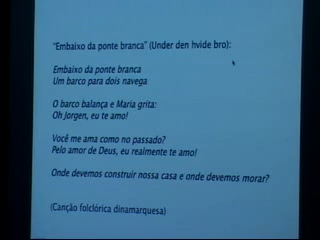 "Embaixo da ponte branca" (Under den hvide bro):
Embaixo da ponte branca
Um barco para dois navega
O barco balança e Maria grita:
Oh Jorgen, eu te amo!
Você me ama como no passado?
Pelo amor de Deus, eu realmente te amo!
Onde devemos construir nossa casa e onde devemos morar?
(Canção folclórica dinamarquesa)